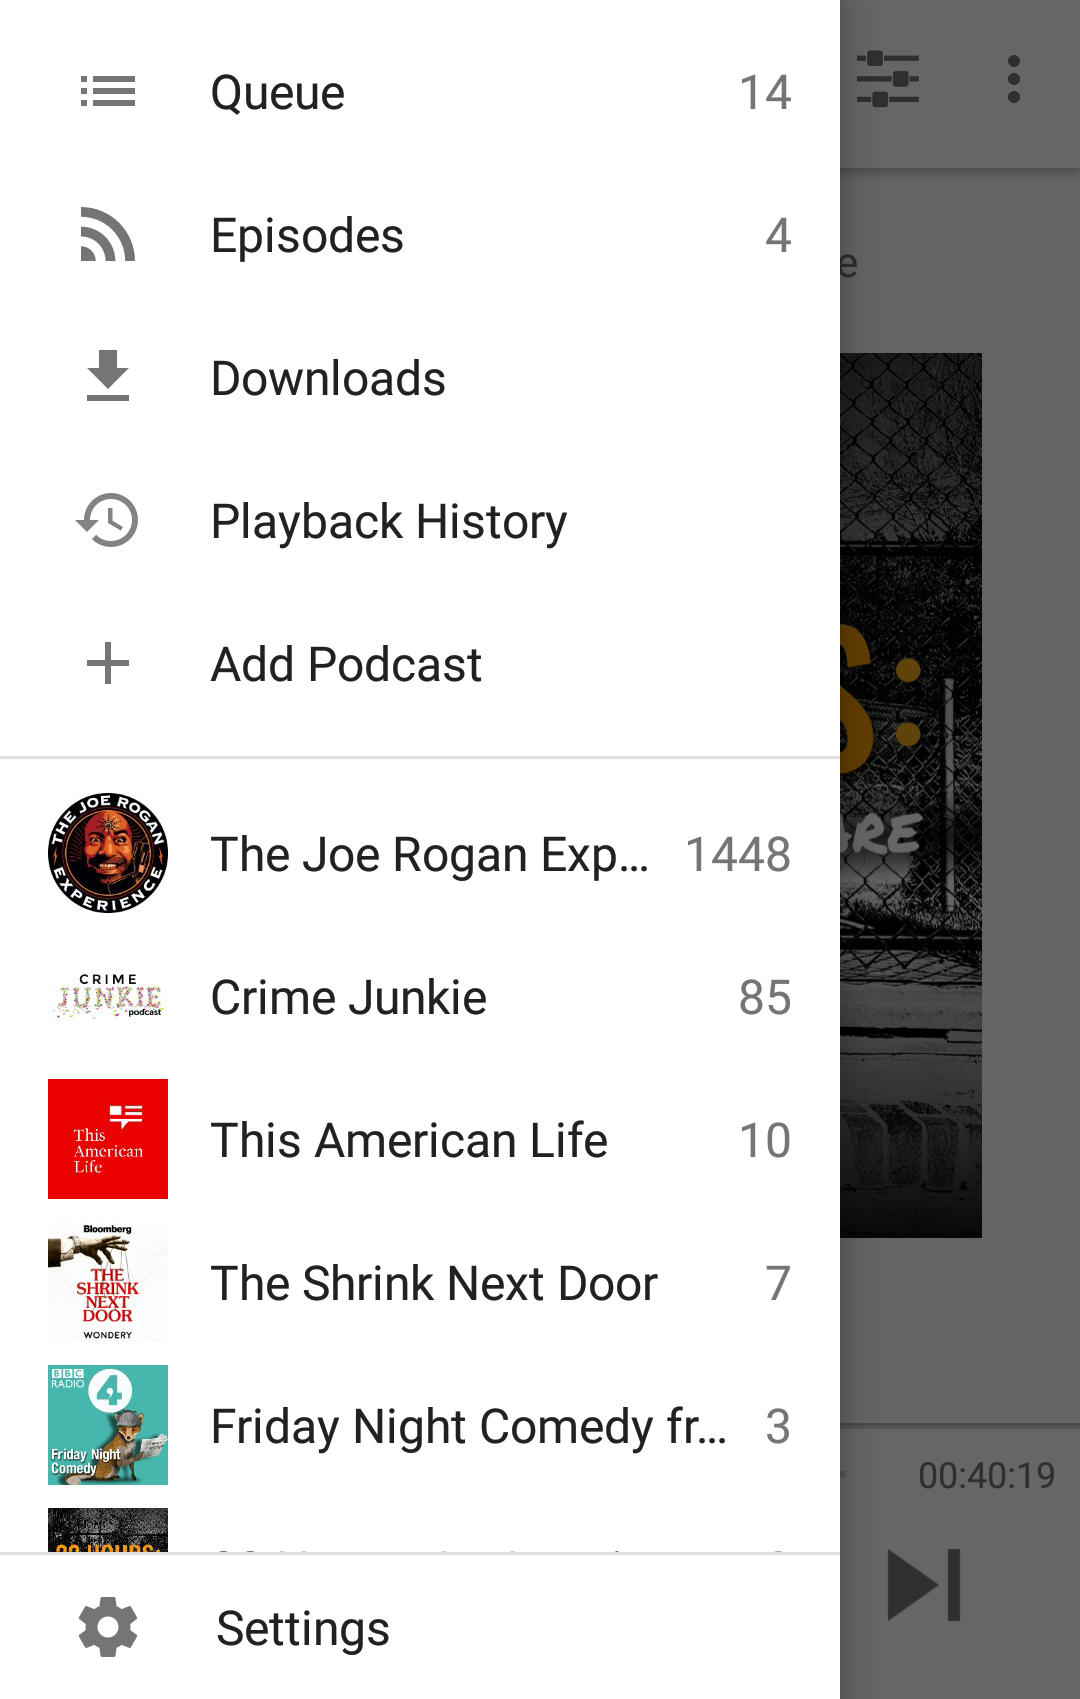 Queue 14
Episodes 4
Downloads
Playback History
Add Podcast
THE JOE ROGAN
EXPERIENCE
The Joe Rogan Exp... 1448
CRIME
JUNKIE
podcast
Crime Junkie 85
This
American
Life
This American Life 10
Bloomberg
THE
SHRINK
NEXT
DOOR
WONDERY
The Shrink Next Door 7
BBC
RADIO
4
Friday Night
Comedy
Friday Night Comedy fr... 3
Settings
e
S:
ARE
00:40:19